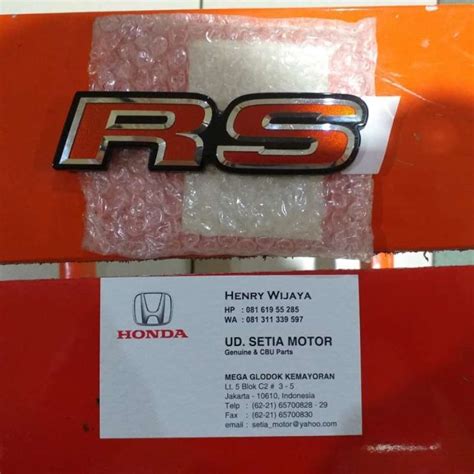 RS
HONDA
HENRY WIJAYA
HP : 081 619 55 285
WA : 081 311 339 597
UD. SETIA MOTOR
Genuine & CBU Parts
MEGA GLODOK KEMAYORAN
Lt. 5 Blok C2 # 3 - 5
Jakarta - 10610, Indonesia
Telp : (62-21) 65700828 - 29
Fax : (62-21) 65700830
email : setia_motor@yahoo.com